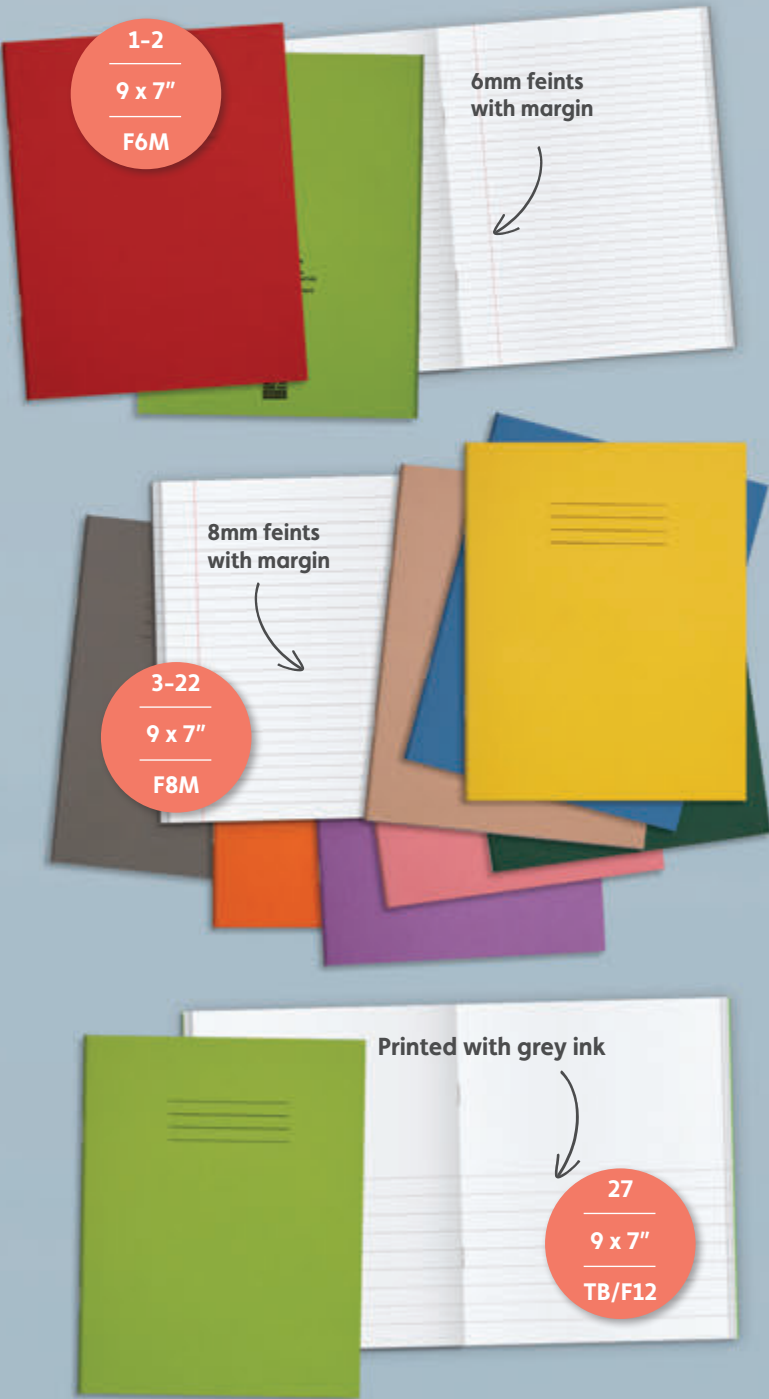 1-2
9 x 7″
F6M
6mm feints
with margin
8mm feints
with margin
3-22
9 x 7″
F8M
Printed with grey ink
27
9 x 7″
TB/F12